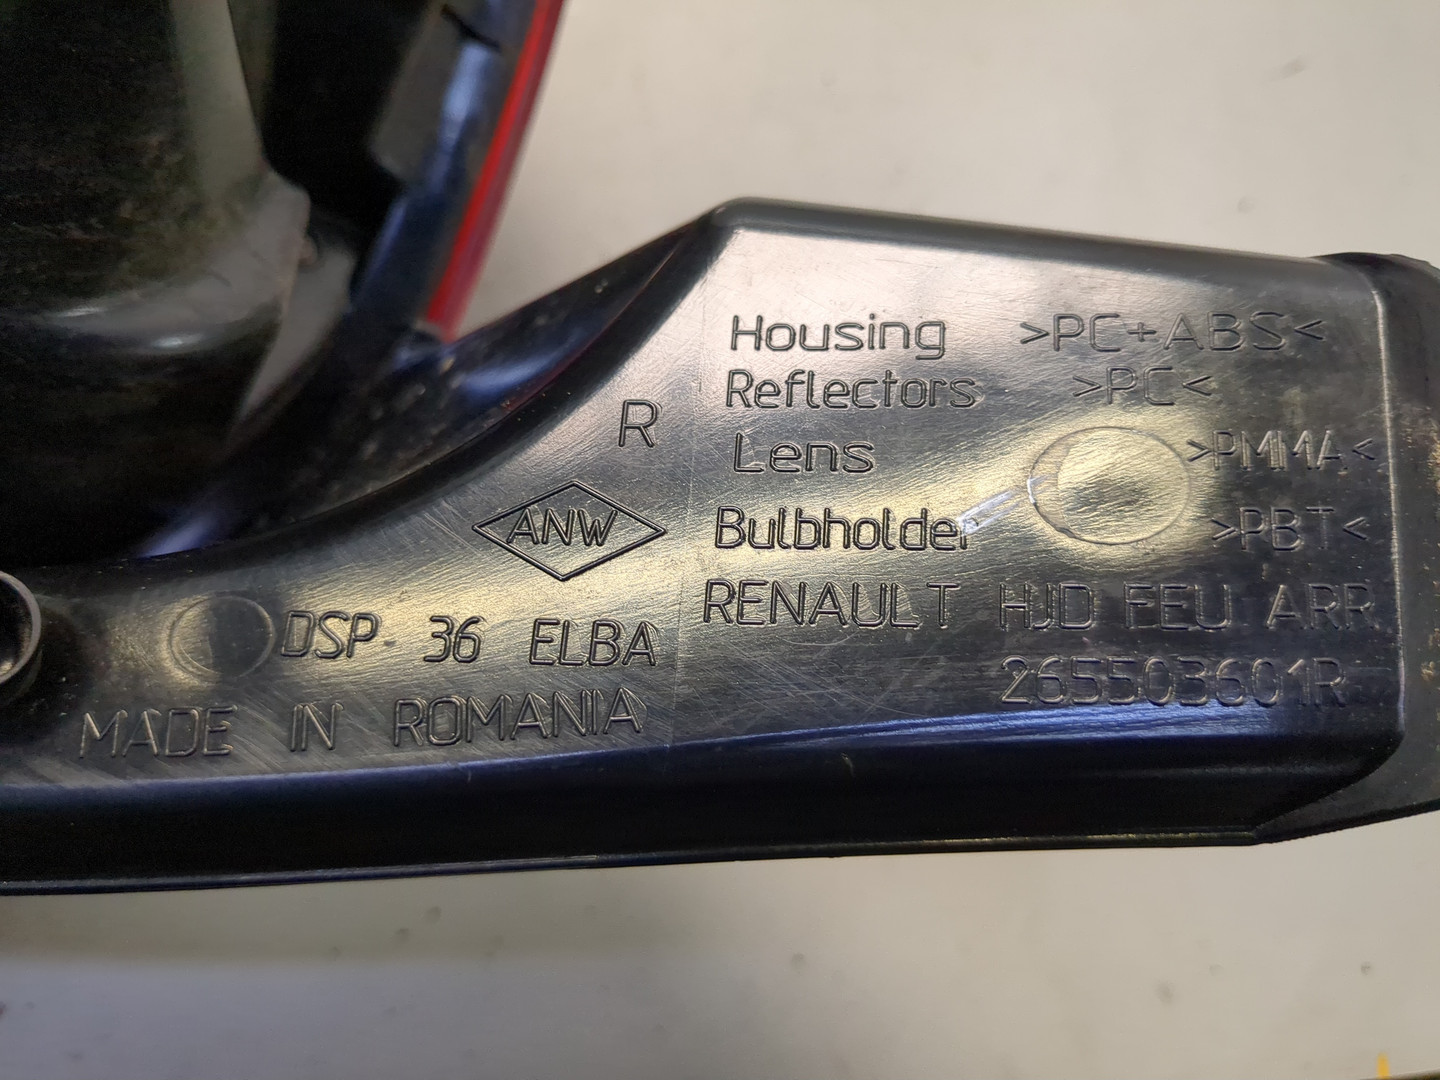 Housing >PC+ABS<
Reflectors >PC<
R
Lens >PMMA<
ANW
Bulbholder >PBT<
RENAULT HJD FEU ARR
DSP 36 ELBA
265503601R
MADE IN ROMANIA